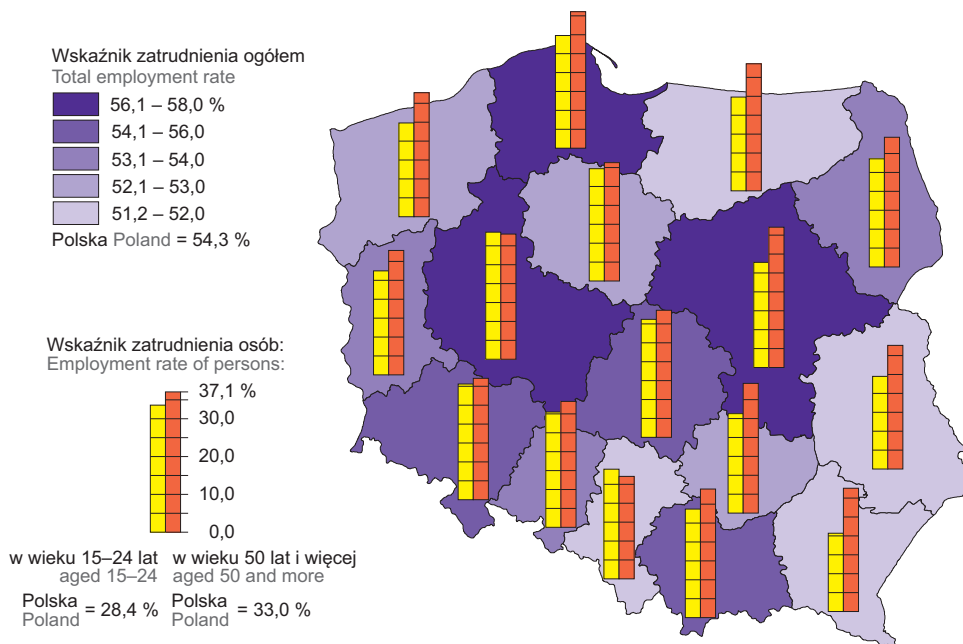 Wskaźnik zatrudnienia ogółem
Total employment rate
56,1 – 58,0 %
54,1 – 56,0
53,1 – 54,0
52,1 – 53,0
51,2 – 52,0
Polska Poland = 54,3 %
Wskaźnik zatrudnienia osób:
Employment rate of persons:
37,1 %
30,0
20,0
10,0
0,0
w wieku 15–24 lat
aged 15–24
Polska
Poland = 28,4 %
w wieku 50 lat i więcej
aged 50 and more
Polska
Poland = 33,0 %